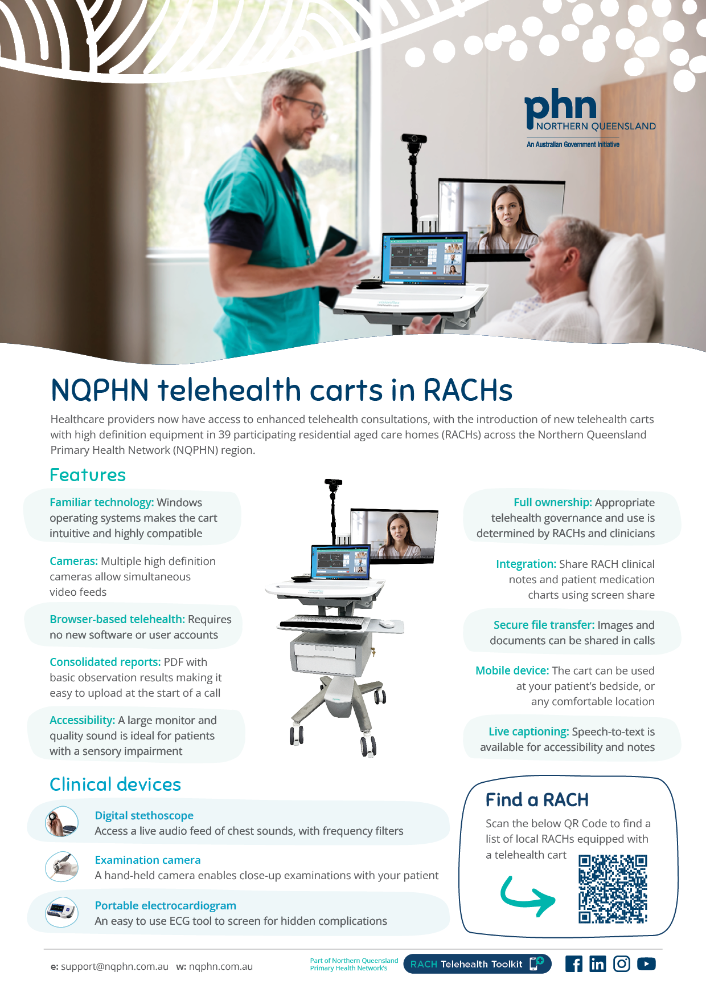 phn
NORTHERN QUEENSLAND
An Australian Government Initiative
NQPHN telehealth carts in RACHs
Healthcare providers now have access to enhanced telehealth consultations, with the introduction of new telehealth carts
with high definition equipment in 39 participating residential aged care homes (RACHs) across the Northern Queensland
Primary Health Network (NQPHN) region.
Features
Familiar technology: Windows
operating systems makes the cart
intuitive and highly compatible
Cameras: Multiple high definition
cameras allow simultaneous
video feeds
Browser-based telehealth: Requires
no new software or user accounts
Consolidated reports: PDF with
basic observation results making it
easy to upload at the start of a call
Accessibility: A large monitor and
quality sound is ideal for patients
with a sensory impairment
Full ownership: Appropriate
telehealth governance and use is
determined by RACHs and clinicians
Integration: Share RACH clinical
notes and patient medication
charts using screen share
Secure file transfer: Images and
documents can be shared in calls
Mobile device: The cart can be used
at your patient’s bedside, or
any comfortable location
Live captioning: Speech-to-text is
available for accessibility and notes
Clinical devices
Digital stethoscope
Access a live audio feed of chest sounds, with frequency filters
Examination camera
A hand-held camera enables close-up examinations with your patient
Portable electrocardiogram
An easy to use ECG tool to screen for hidden complications
Find a RACH
Scan the below QR Code to find a
list of local RACHs equipped with
a telehealth cart
e: support@nqphn.com.au w: nqphn.com.au
Part of Northern Queensland
Primary Health Network’s
RACH Telehealth Toolkit